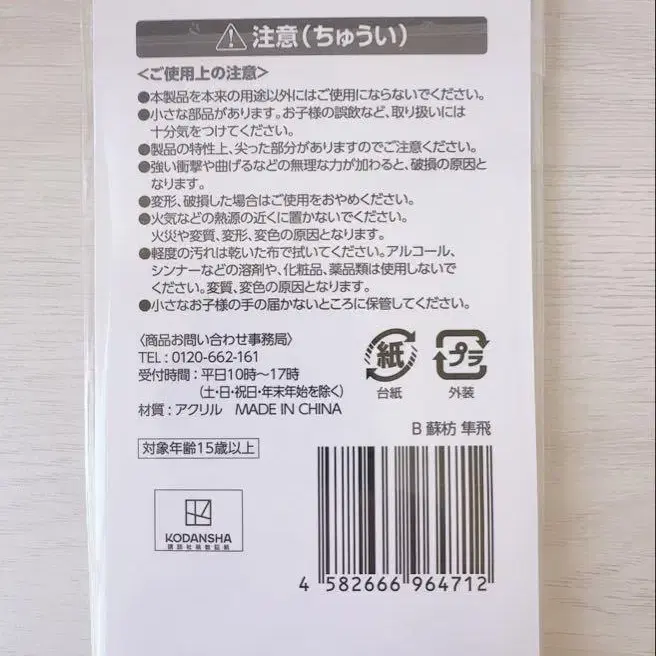 注意(ちゅうい)
<ご使用上の注意>
●本製品を本来の用途以外にはご使用にならないでください。
●小さな部品があります。お子様の誤飲など、取り扱いには
十分気をつけてください。
●製品の特性上、尖った部分がありますのでご注意ください。
●強い衝撃や曲げるなどの無理な力が加わると、破損の原因と
なります。
●変形、破損した場合はご使用をおやめください。
●火気などの熱源の近くに置かないでください。
火災や変質、変形、変色の原因となります。
●軽度の汚れは乾いた布で拭いてください。アルコール、
シンナーなどの溶剤や、化粧品、薬品類は使用しないで
ください。変質、変色の原因となります。
●小さなお子様の手の届かないところに保管してください。
〈商品お問い合わせ事務局〉
TEL:0120-662-161
受付時間:平日10時~17時
(土・日・祝日・年末年始を除く)
材質:アクリル MADE IN CHINA
対象年齢15歳以上
紙
台紙
プラ
外装
B 蘇枋 隼飛
KODANSHA
講談社承認証紙
4 582666 964712